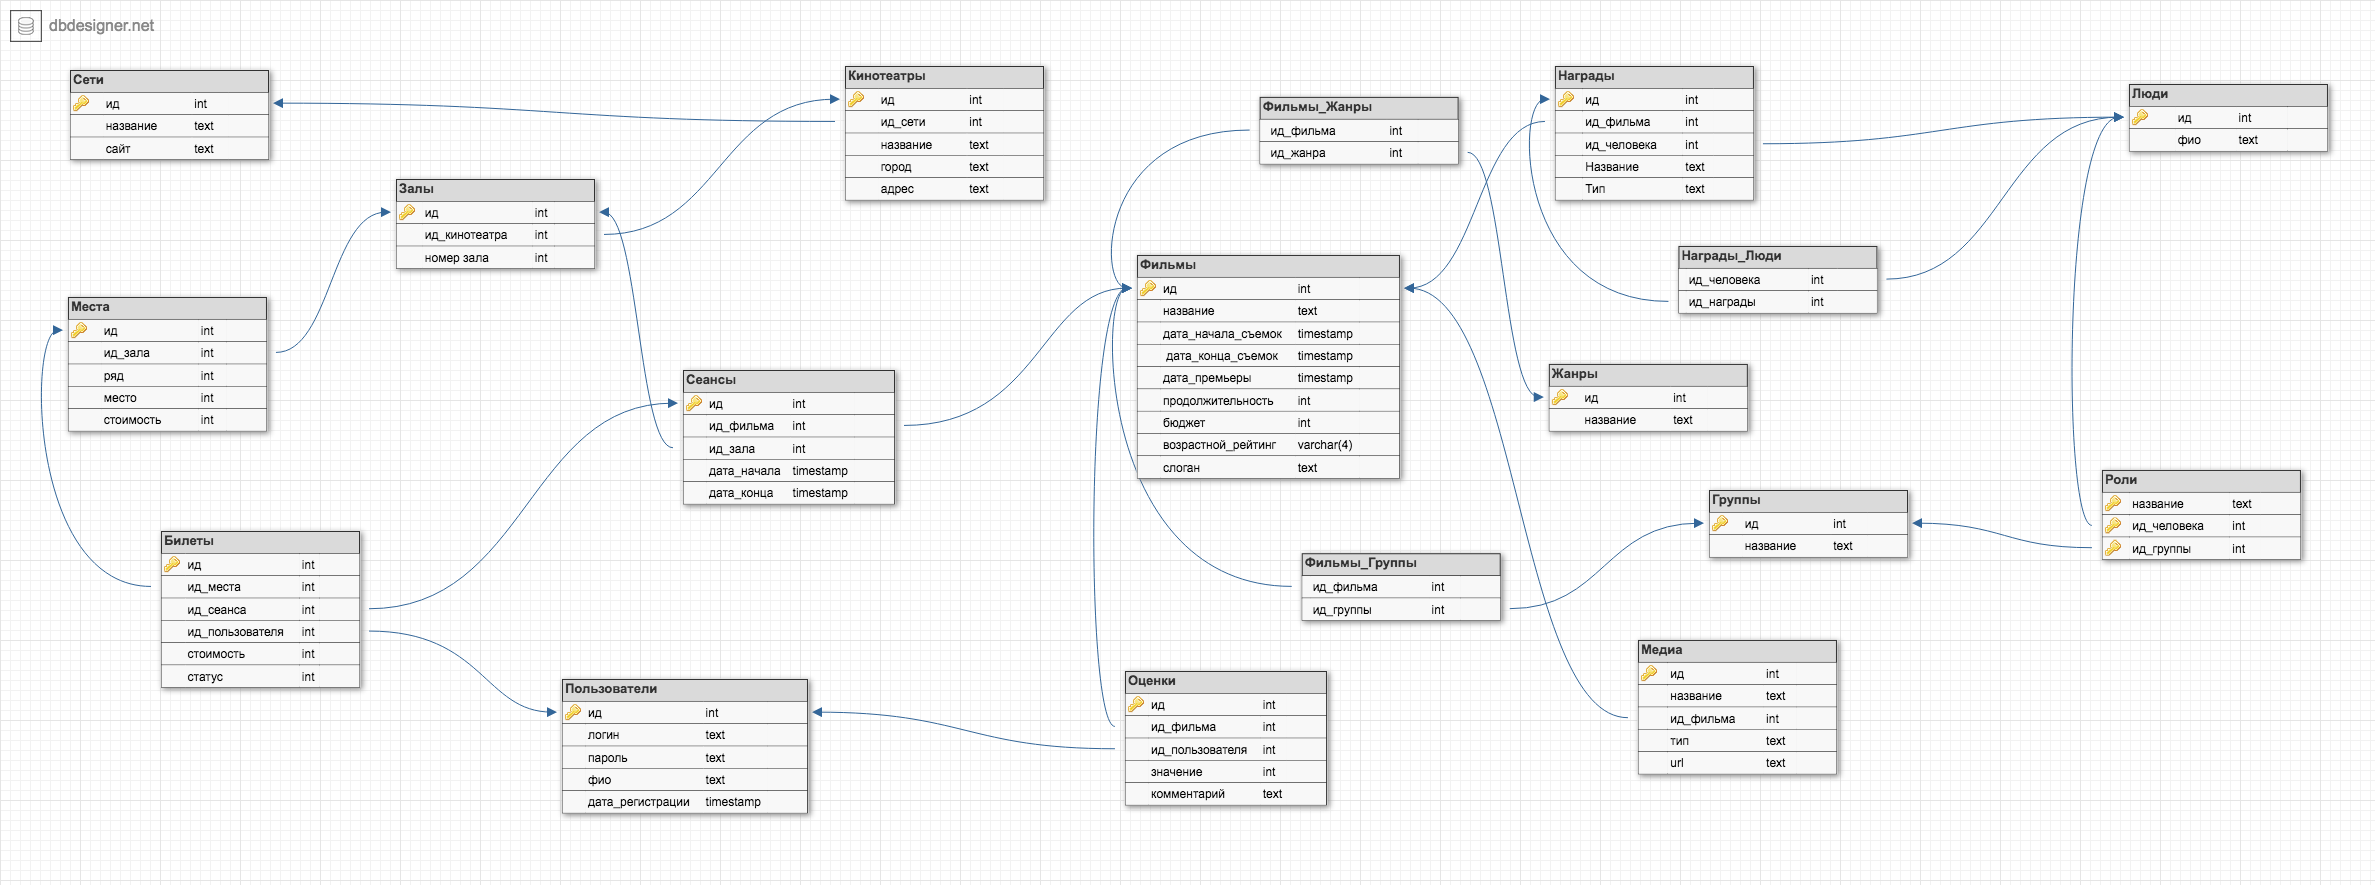 dbdesigner.net
Сети
ид int
название text
сайт text
Кинотеатры
ид int
ид_сети int
название text
город text
адрес text
Фильмы_Жанры
ид_фильма int
ид_жанра int
Награды
ид int
ид_фильма int
ид_человека int
Название text
Тип text
Люди
ид int
фио text
Залы
ид int
ид_кинотеатра int
номер зала int
Награды_Люди
ид_человека int
ид_награды int
Фильмы
ид int
название text
дата_начала_съемок timestamp
дата_конца_съемок timestamp
дата_премьеры timestamp
продолжительность int
бюджет int
возрастной_рейтинг varchar(4)
слоган text
Места
ид int
ид_зала int
ряд int
место int
стоимость int
Сеансы
ид int
ид_фильма int
ид_зала int
дата_начала timestamp
дата_конца timestamp
Жанры
ид int
название text
Роли
название text
ид_человека int
ид_группы int
Группы
ид int
название text
Билеты
ид int
ид_места int
ид_сеанса int
ид_пользователя int
стоимость int
статус int
Фильмы_Группы
ид_фильма int
ид_группы int
Медиа
ид int
название text
ид_фильма int
тип text
url text
Оценки
ид int
ид_фильма int
ид_пользователя int
значение int
комментарий text
Пользователи
ид int
логин text
пароль text
фио text
дата_регистрации timestamp